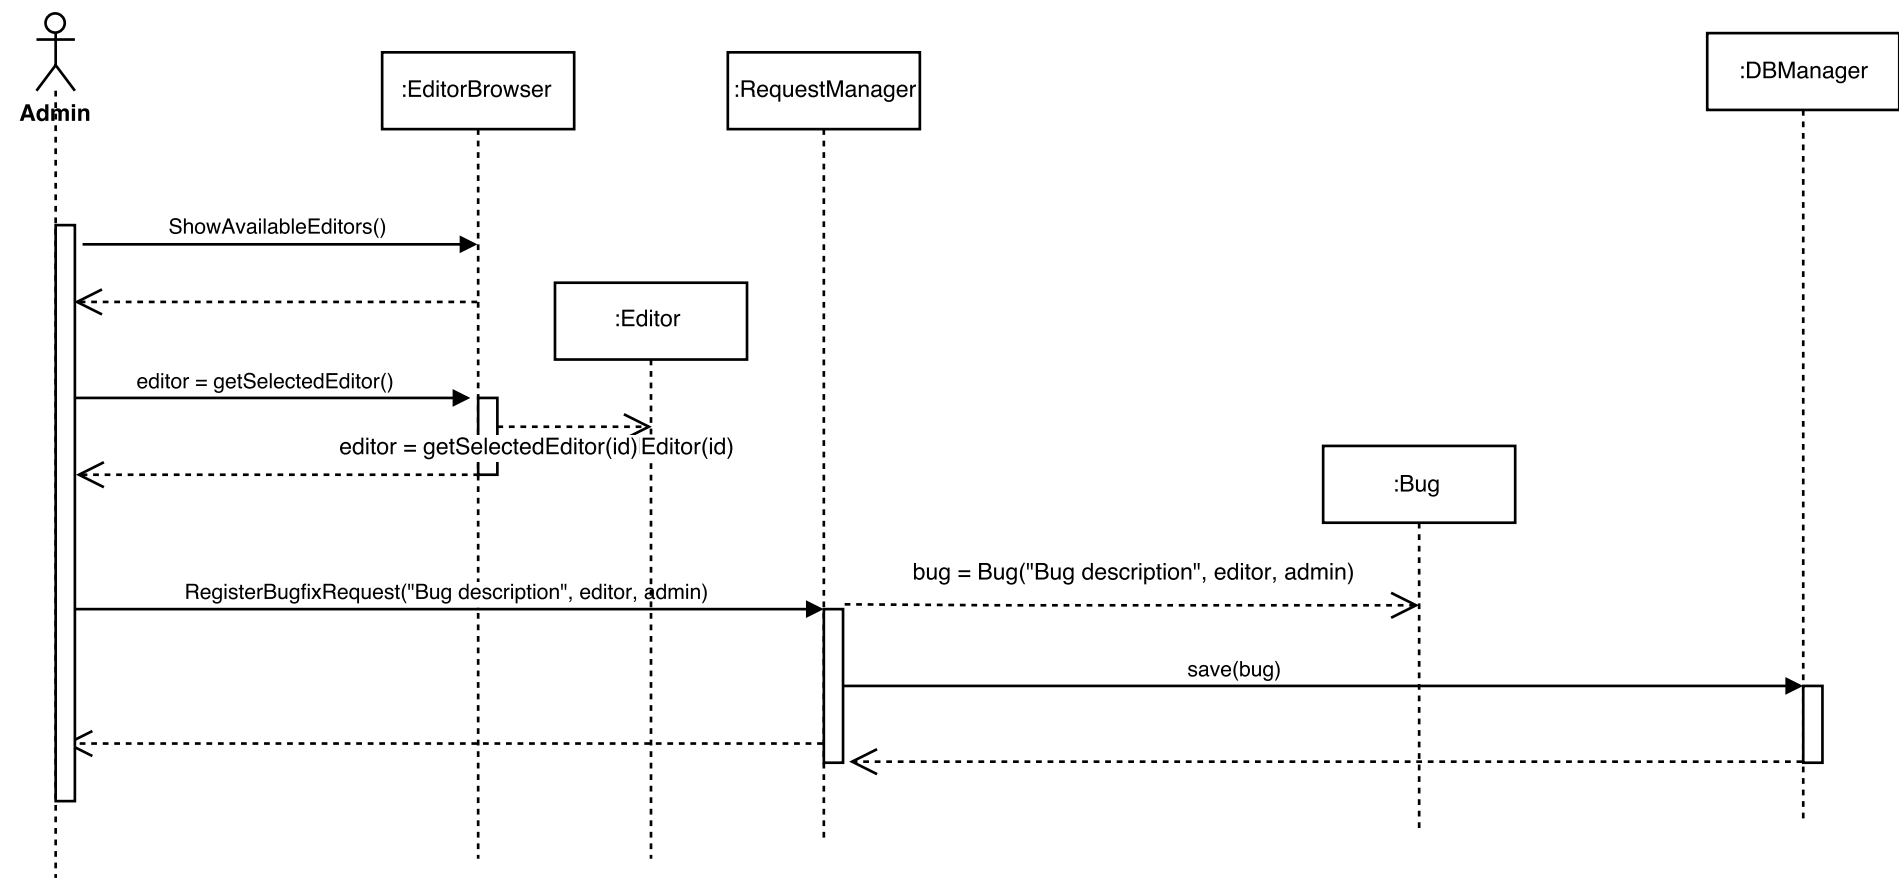 Admin
:EditorBrowser
:RequestManager
:DBManager
ShowAvailableEditors()
:Editor
editor = getSelectedEditor()
editor = getSelectedEditor(id)
Editor(id)
:Bug
bug = Bug("Bug description", editor, admin)
RegisterBugfixRequest("Bug description", editor, admin)
save(bug)